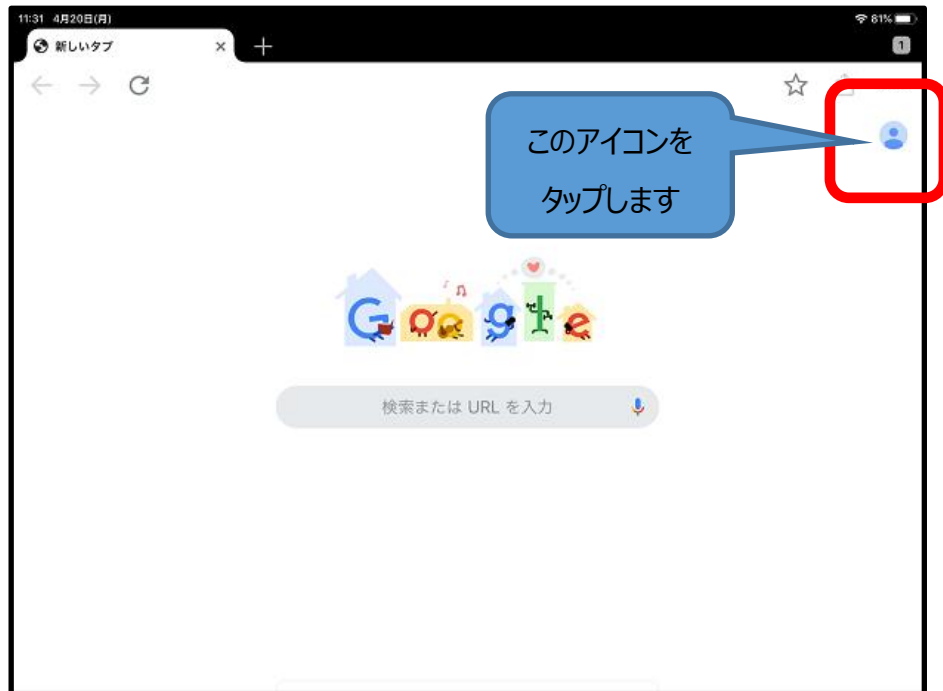 11:31 4月20日(月) 81%
新しいタブ × + 1
このアイコンを
タップします
Google
検索または URL を入力